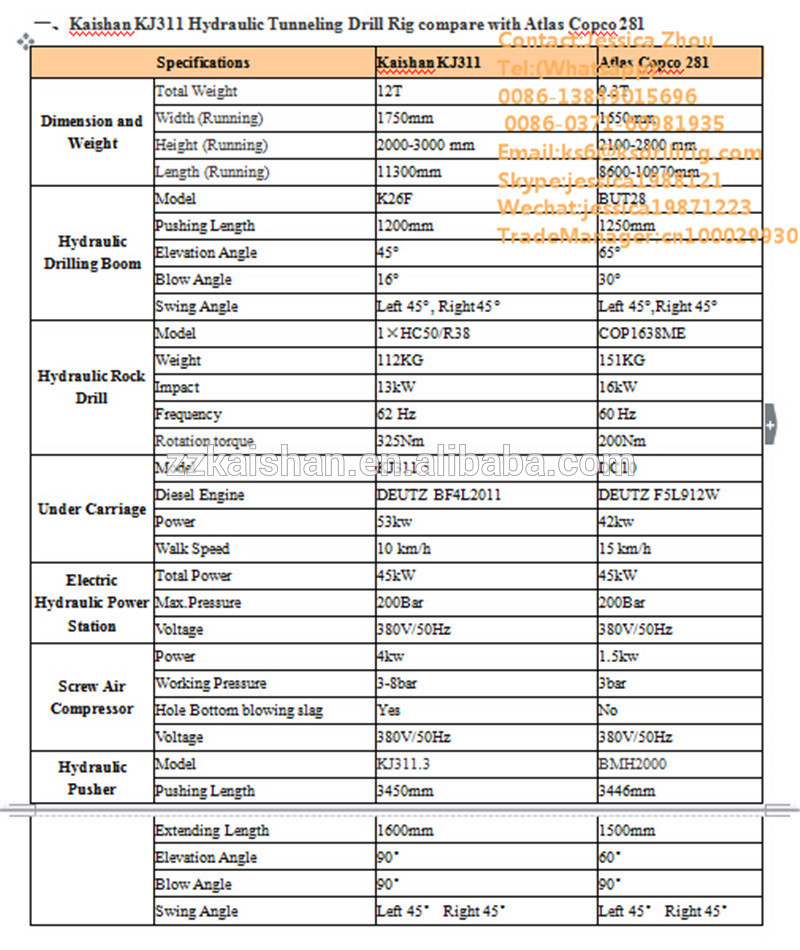 一、Kaishan KJ311 Hydraulic Tunneling Drill Rig compare with Atlas Copco 281
Contact:Jessica Zhou
Tel:(Whatsapp)
0086-13849015696
0086-0371-60981935
Email:ks6@ksdrillrig.com
Skype:jessica1988121
Wechat:jessica19871223
TradeManager:cn100029930
Specifications Kaishan KJ311 Atlas Copco 281
Dimension and Weight
Total Weight 12T 9.3T
Width (Running) 1750mm 1650mm
Height (Running) 2000-3000 mm 2100-2800 mm
Length (Running) 11300mm 8600-10970mm
Hydraulic Drilling Boom
Model K26F BUT28
Pushing Length 1200mm 1250mm
Elevation Angle 45° 65°
Blow Angle 16° 30°
Swing Angle Left 45°, Right 45° Left 45°,Right 45°
Hydraulic Rock Drill
Model 1×HC50/R38 COP1638ME
Weight 112KG 151KG
Impact 13kW 16kW
Frequency 62 Hz 60 Hz
Rotation torque 325Nm 200Nm
zzkaishan.en.alibaba.com
Under Carriage
Model KJ311.5 DC10
Diesel Engine DEUTZ BF4L2011 DEUTZ F5L912W
Power 53kw 42kw
Walk Speed 10 km/h 15 km/h
Electric Hydraulic Power Station
Total Power 45kW 45kW
Max.Pressure 200Bar 200Bar
Voltage 380V/50Hz 380V/50Hz
Screw Air Compressor
Power 4kw 1.5kw
Working Pressure 3-8bar 3bar
Hole Bottom blowing slag Yes No
Voltage 380V/50Hz 380V/50Hz
Hydraulic Pusher
Model KJ311.3 BMH2000
Pushing Length 3450mm 3446mm
Extending Length 1600mm 1500mm
Elevation Angle 90° 60°
Blow Angle 90° 90°
Swing Angle Left 45° Right 45° Left 45° Right 45°